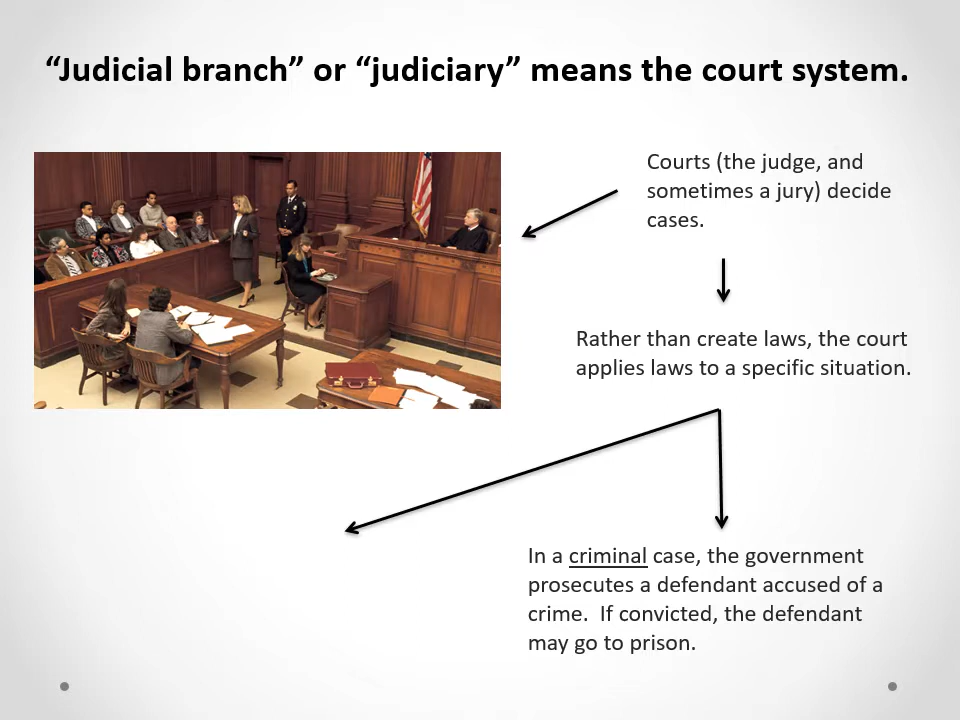 “Judicial branch” or “judiciary” means the court system.
Courts (the judge, and
sometimes a jury) decide
cases.
Rather than create laws, the court
applies laws to a specific situation.
In a criminal case, the government
prosecutes a defendant accused of a
crime.  If convicted, the defendant
may go to prison.